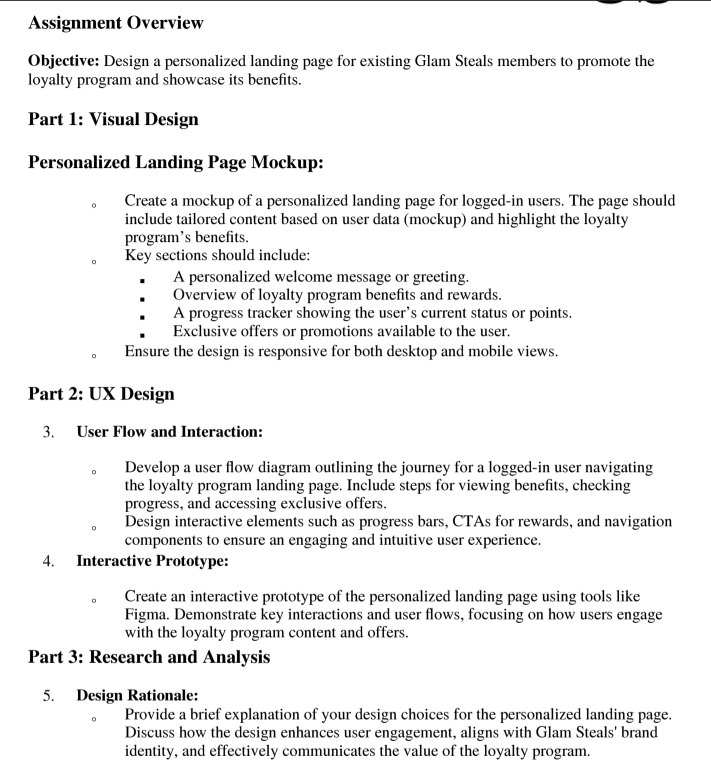 Assignment Overview
Objective: Design a personalized landing page for existing Glam Steals members to promote the
loyalty program and showcase its benefits.
Part 1: Visual Design
Personalized Landing Page Mockup:
o Create a mockup of a personalized landing page for logged-in users. The page should
include tailored content based on user data (mockup) and highlight the loyalty
program's benefits.
o Key sections should include:
▪ A personalized welcome message or greeting.
▪ Overview of loyalty program benefits and rewards.
▪ A progress tracker showing the user's current status or points.
▪ Exclusive offers or promotions available to the user.
o Ensure the design is responsive for both desktop and mobile views.
Part 2: UX Design
3. User Flow and Interaction:
o Develop a user flow diagram outlining the journey for a logged-in user navigating
the loyalty program landing page. Include steps for viewing benefits, checking
progress, and accessing exclusive offers.
o Design interactive elements such as progress bars, CTAs for rewards, and navigation
components to ensure an engaging and intuitive user experience.
4. Interactive Prototype:
o Create an interactive prototype of the personalized landing page using tools like
Figma. Demonstrate key interactions and user flows, focusing on how users engage
with the loyalty program content and offers.
Part 3: Research and Analysis
5. Design Rationale:
o Provide a brief explanation of your design choices for the personalized landing page.
Discuss how the design enhances user engagement, aligns with Glam Steals' brand
identity, and effectively communicates the value of the loyalty program.